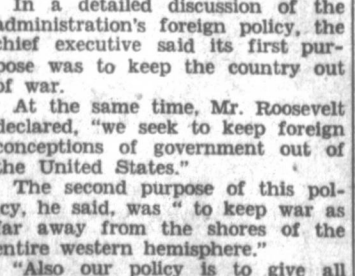 In a detailed discussion of the
administration's foreign policy, the
chief executive said its first pur-
pose was to keep the country out
of war.
At the same time, Mr. Roosevelt
declared, "we seek to keep foreign
conceptions of government out of
the United States."
The second purpose of this pol-
icy, he said, was " to keep war as
far away from the shores of the
entire western hemisphere."
"Also our policy is to give all